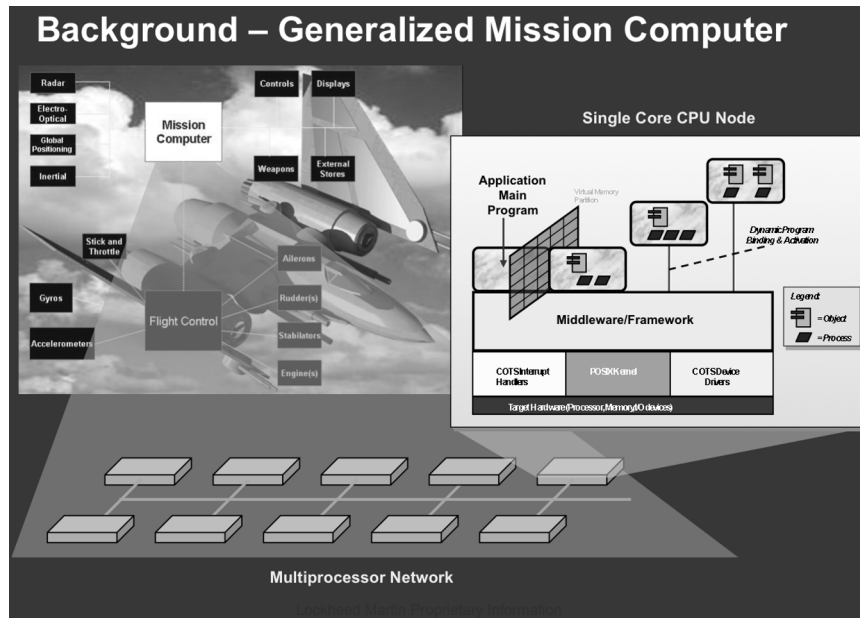 Background – Generalized Mission Computer
Radar
Electro-
Optical
Global
Positioning
Inertial
Mission
Computer
Controls
Displays
Weapons
External
Stores
Stick and
Throttle
Gyros
Accelerometers
Flight Control
Ailerons
Rudder(s)
Stabilators
Engine(s)
Single Core CPU Node
Application
Main
Program
Virtual Memory
Partition
Dynamic Program
Binding & Activation
Middleware/Framework
Legend:
= Object
= Process
COTS Interrupt
Handlers
POSIX Kernel
COTS Device
Drivers
Target Hardware (Processor, Memory, I/O devices)
Multiprocessor Network
Lockheed Martin Proprietary Information